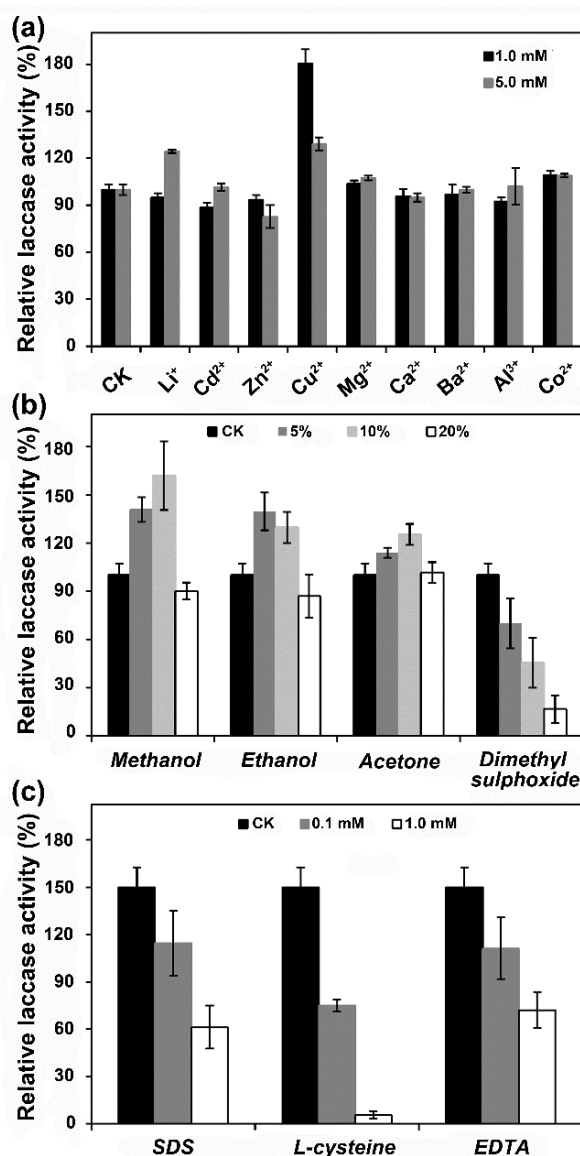 (a)
Relative laccase activity (%)
180
150
120
90
60
30
0
1.0 mM
5.0 mM
CK Li⁺ Cd²⁺ Zn²⁺ Cu²⁺ Mg²⁺ Ca²⁺ Ba²⁺ Al³⁺ Co²⁺
(b)
Relative laccase activity (%)
180
150
120
90
60
30
0
CK 5% 10% 20%
Methanol Ethanol Acetone Dimethyl
sulphoxide
(c)
Relative laccase activity (%)
180
150
120
90
60
30
0
CK 0.1 mM 1.0 mM
SDS L-cysteine EDTA